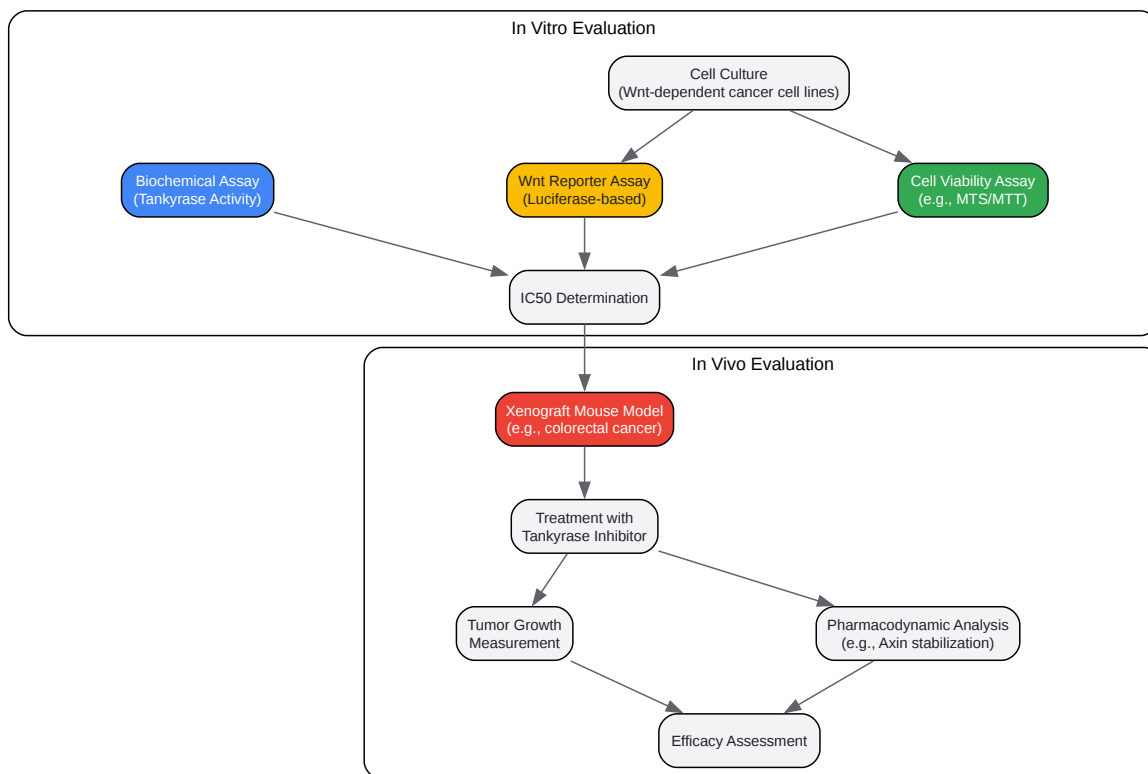 In Vitro Evaluation
Cell Culture
(Wnt-dependent cancer cell lines)
Biochemical Assay
(Tankyrase Activity)
Wnt Reporter Assay
(Luciferase-based)
Cell Viability Assay
(e.g., MTS/MTT)
IC50 Determination
In Vivo Evaluation
Xenograft Mouse Model
(e.g., colorectal cancer)
Treatment with
Tankyrase Inhibitor
Tumor Growth
Measurement
Pharmacodynamic Analysis
(e.g., Axin stabilization)
Efficacy Assessment